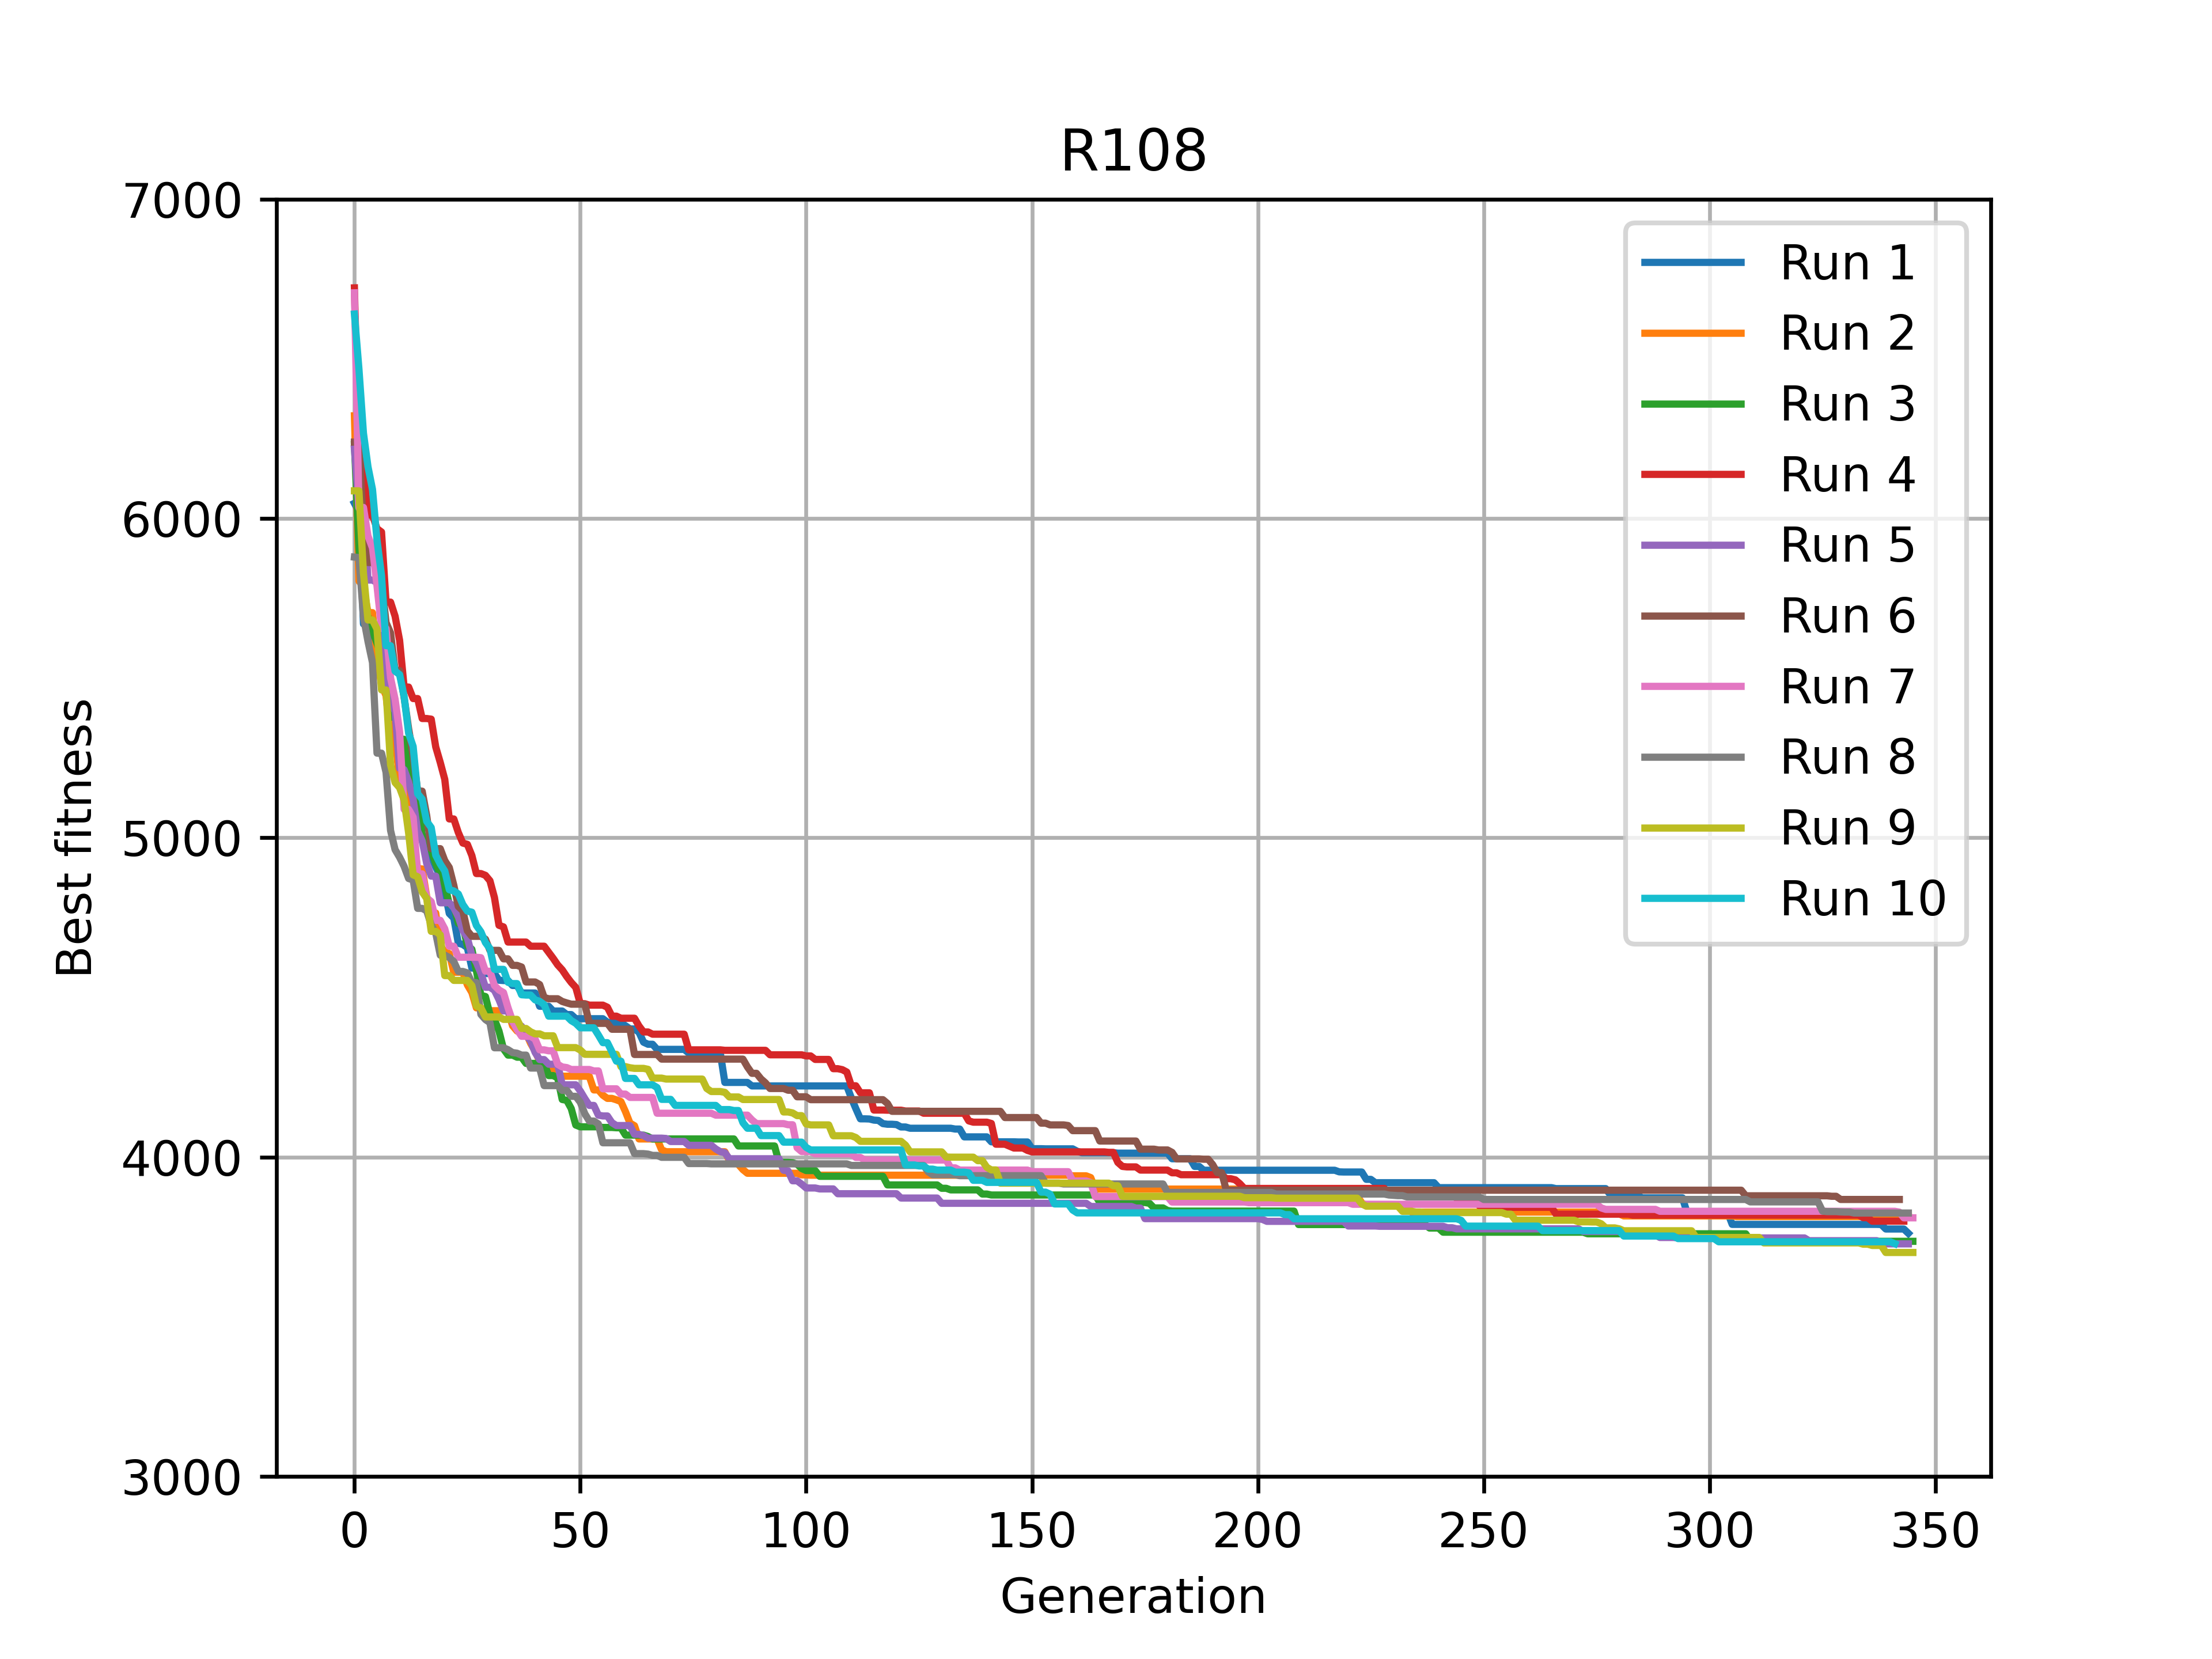 R108
7000
6000
5000
4000
3000
Best fitness
0 50 100 150 200 250 300 350
Generation
Run 1
Run 2
Run 3
Run 4
Run 5
Run 6
Run 7
Run 8
Run 9
Run 10